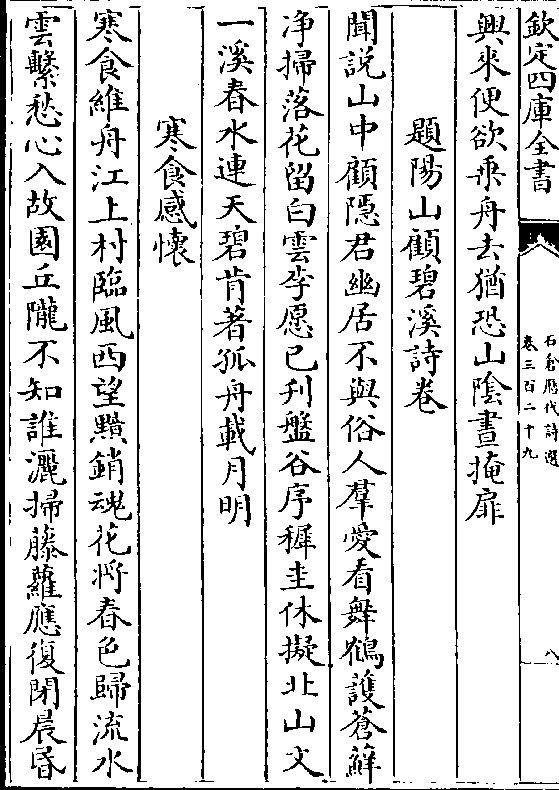 欽定四庫全書
石倉歷代詩選
卷三百二十九
八
興來便欲乘舟去猶恐山陰晝掩扉
題陽山顧碧溪詩卷
聞説山中顧隱君幽居不與俗人羣愛看舞鶴護蒼蘚
净掃落花留白雲李愿已刋盤谷序穉圭休擬北山文
一溪春水連天碧肯著孤舟載月明
寒食感懷
寒食維舟江上村臨風西望黯銷魂花將春色歸流水
雲繫愁心入故園丘隴不知誰灑掃藤蘿應復閉晨昏